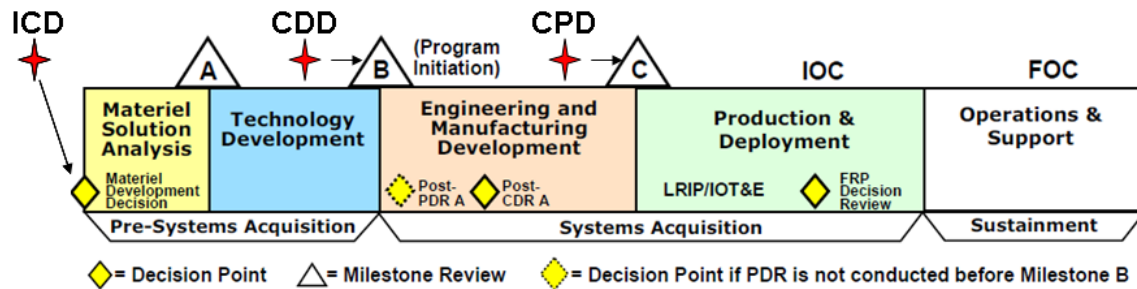 ICD
CDD
CPD
A
B
(Program
Initiation)
C
IOC
FOC
Materiel
Solution
Analysis
Technology
Development
Engineering and
Manufacturing
Development
Production &
Deployment
Operations &
Support
Materiel
Development
Decision
Post-
PDR A
Post-
CDR A
LRIP/IOT&E
FRP
Decision
Review
Pre-Systems Acquisition
Systems Acquisition
Sustainment
= Decision Point
= Milestone Review
= Decision Point if PDR is not conducted before Milestone B